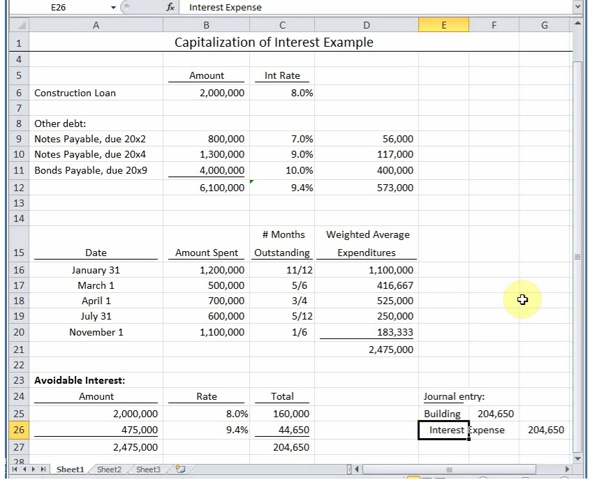 E26 fx Interest Expense
A B C D E F G
1 Capitalization of Interest Example
4
5 Amount Int Rate
6 Construction Loan 2,000,000 8.0%
7
8 Other debt:
9 Notes Payable, due 20x2 800,000 7.0% 56,000
10 Notes Payable, due 20x4 1,300,000 9.0% 117,000
11 Bonds Payable, due 20x9 4,000,000 10.0% 400,000
12 6,100,000 9.4% 573,000
13
14
# Months Weighted Average
15 Date Amount Spent Outstanding Expenditures
16 January 31 1,200,000 11/12 1,100,000
17 March 1 500,000 5/6 416,667
18 April 1 700,000 3/4 525,000
19 July 31 600,000 5/12 250,000
20 November 1 1,100,000 1/6 183,333
21 2,475,000
22
23 Avoidable Interest:
24 Amount Rate Total Journal entry:
25 2,000,000 8.0% 160,000 Building 204,650
26 475,000 9.4% 44,650 Interest Expense 204,650
27 2,475,000 204,650
28
Sheet1 Sheet2 Sheet3